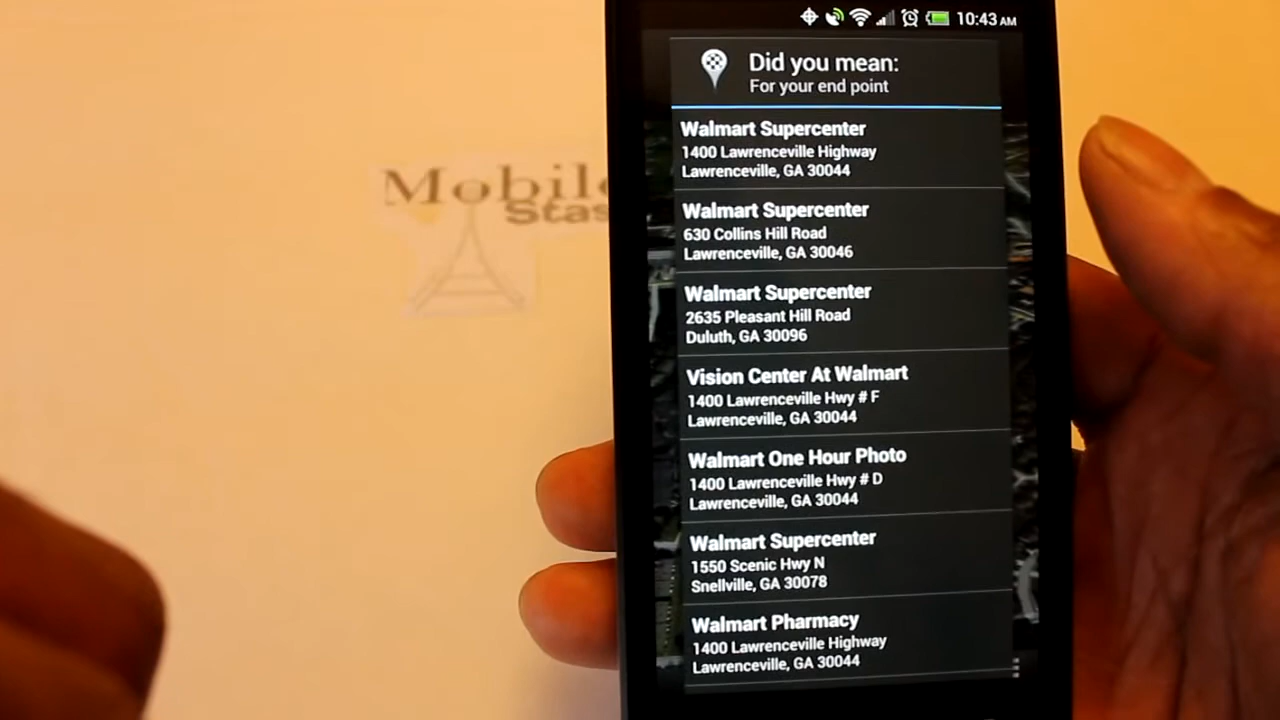 10:43 AM
Did you mean:
For your end point
Walmart Supercenter
1400 Lawrenceville Highway
Lawrenceville, GA 30044
Walmart Supercenter
630 Collins Hill Road
Lawrenceville, GA 30046
Walmart Supercenter
2635 Pleasant Hill Road
Duluth, GA 30096
Vision Center At Walmart
1400 Lawrenceville Hwy # F
Lawrenceville, GA 30044
Walmart One Hour Photo
1400 Lawrenceville Hwy # D
Lawrenceville, GA 30044
Walmart Supercenter
1550 Scenic Hwy N
Snellville, GA 30078
Walmart Pharmacy
1400 Lawrenceville Highway
Lawrenceville, GA 30044